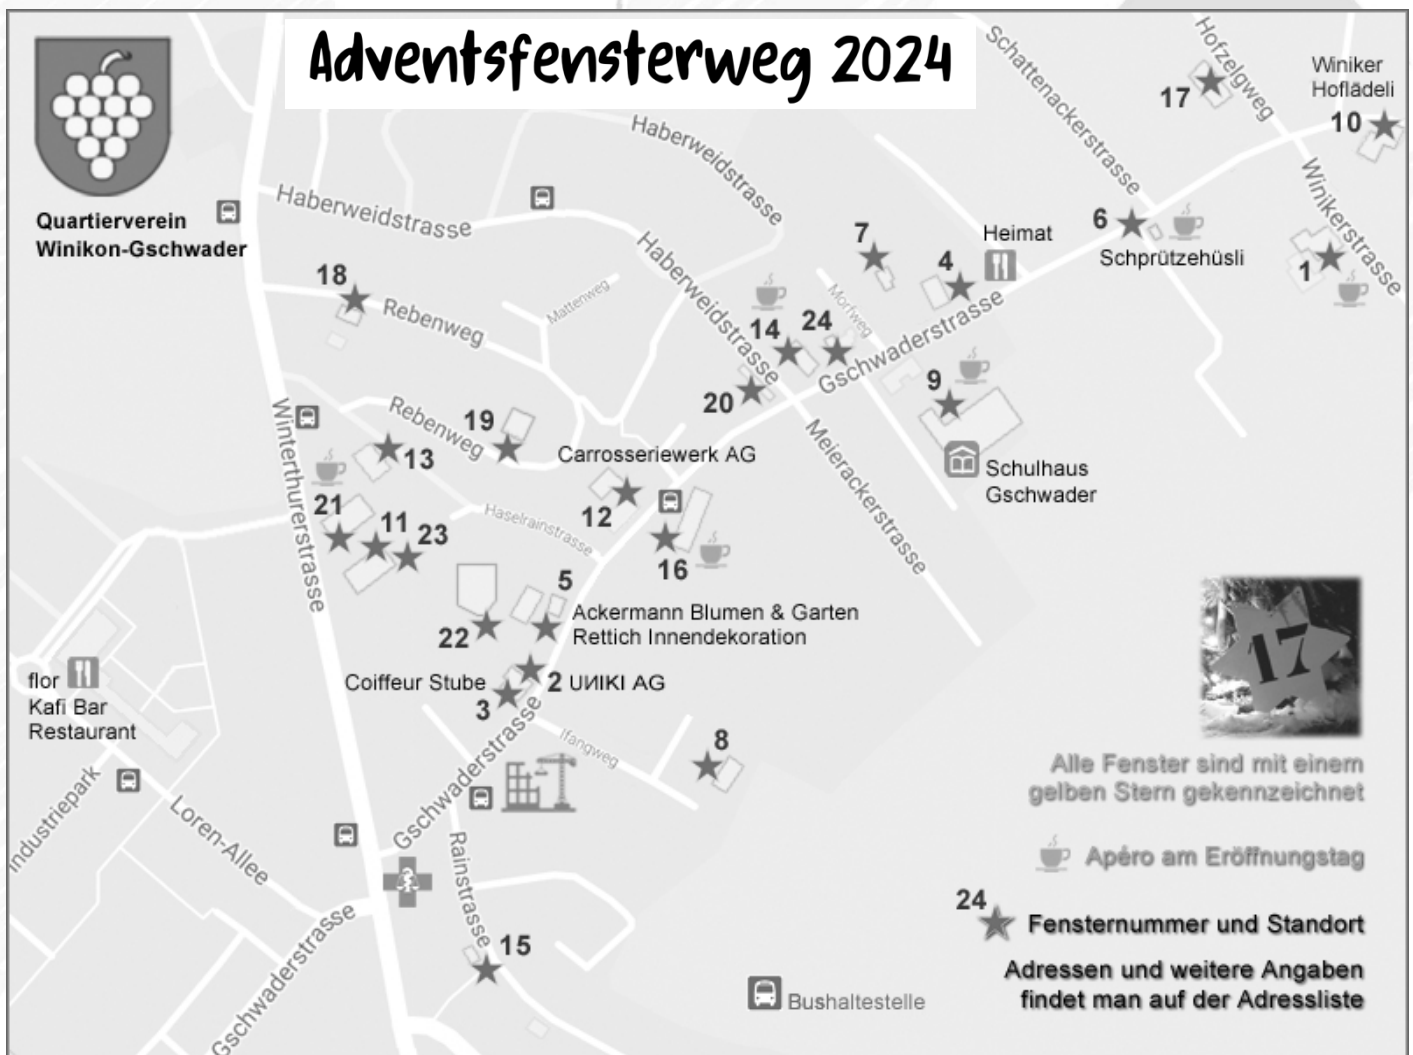 Adventsfensterweg 2024
Quartierverein
Winikon-Gschwader
Haberweidstrasse
Haberweidstrasse
Haberweidstrasse
Schattenackerstrasse
Hofzelgweg
17
Winiker
Hoflädeli
10
Winikerstrasse
6
Schprützehüsli
1
7
Heimat
4
18
Rebenweg
Mattenweg
Morfweg
14
24
Gschwaderstrasse
20
9
Schulhaus
Gschwader
Meierackerstrasse
Winterthurerstrasse
Rebenweg
19
13
Carrosseriewerk AG
12
16
Haselrainstrasse
21
11
23
22
5
Ackermann Blumen & Garten
Rettich Innendekoration
Coiffeur Stube
2 UNIKI AG
3
Gschwaderstrasse
Ifangweg
8
flor
Kafi Bar
Restaurant
Industriepark
Loren-Allee
Rainstrasse
Gschwaderstrasse
15
17
Alle Fenster sind mit einem
gelben Stern gekennzeichnet
Apéro am Eröffnungstag
24
Fensternummer und Standort
Adressen und weitere Angaben
findet man auf der Adressliste
Bushaltestelle